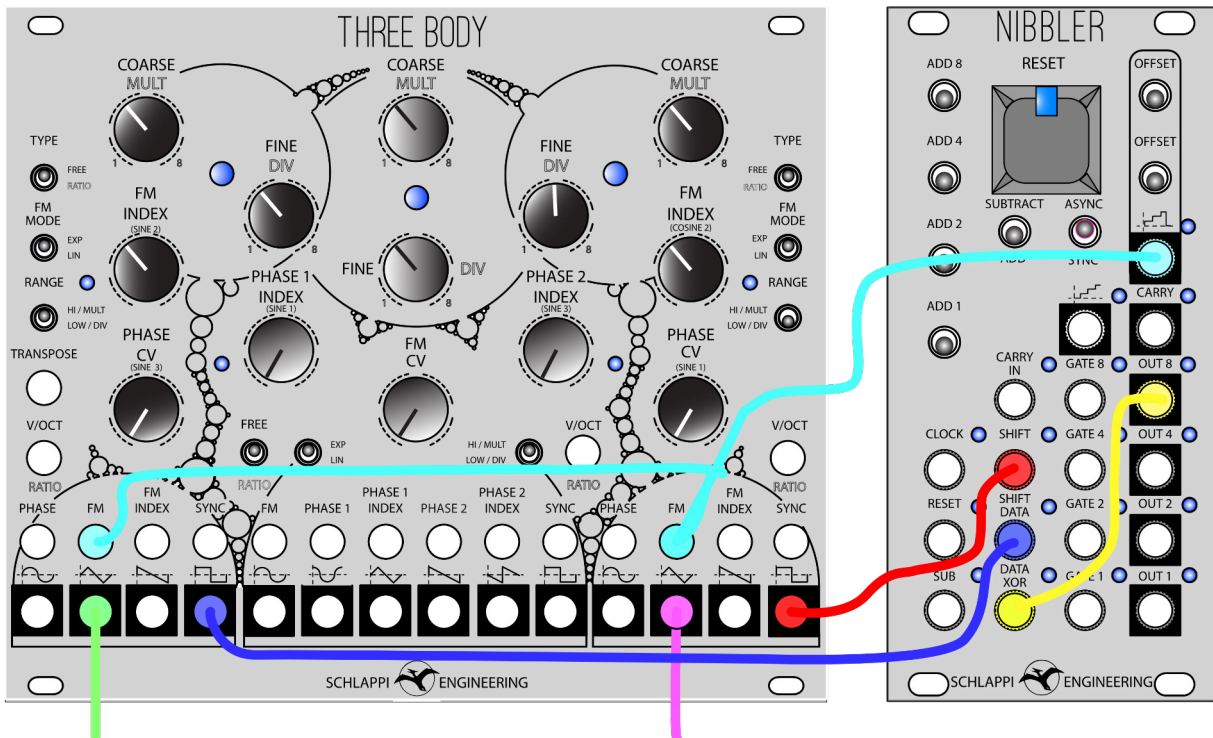 THREE BODY
COARSE
MULT
1 8
TYPE
FREE
RATIO
FM
MODE
EXP
LIN
RANGE
HI / MULT
LOW / DIV
TRANSPOSE
V/OCT
RATIO
FM
INDEX
(SINE 2)
PHASE
CV
(SINE 3)
FINE
DIV
1 8
PHASE 1
INDEX
(SINE 1)
FREE
RATIO
EXP
LIN
COARSE
MULT
1 8
FINE
DIV
1 8
FM
CV
HI / MULT
LOW / DIV
V/OCT
RATIO
FINE
DIV
1 8
PHASE 2
INDEX
(SINE 3)
COARSE
MULT
1 8
FM
INDEX
(COSINE 2)
PHASE
CV
(SINE 1)
TYPE
FREE
RATIO
FM
MODE
EXP
LIN
RANGE
HI / MULT
LOW / DIV
V/OCT
RATIO
PHASE
FM
FM
INDEX
SYNC
FM
PHASE 1
PHASE 1
INDEX
PHASE 2
PHASE 2
INDEX
SYNC
PHASE
FM
FM
INDEX
SYNC
SCHLAPPI ENGINEERING
NIBBLER
ADD 8
ADD 4
ADD 2
ADD 1
RESET
OFFSET
OFFSET
SUBTRACT
ADD
ASYNC
SYNC
CARRY
CARRY
IN
GATE 8
OUT 8
CLOCK
SHIFT
GATE 4
OUT 4
RESET
SHIFT
DATA
GATE 2
OUT 2
SUB
DATA
XOR
GATE 1
OUT 1
SCHLAPPI ENGINEERING